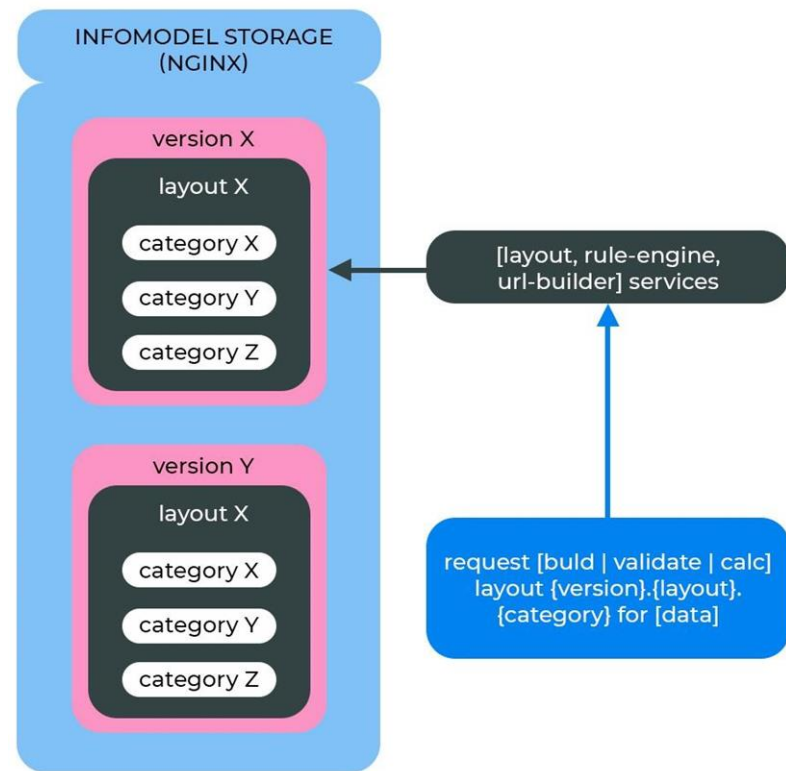 INFOMODEL STORAGE
(NGINX)
version X
layout X
category X
category Y
category Z
version Y
layout X
category X
category Y
category Z
[layout, rule-engine,
url-builder] services
request [buld | validate | calc]
layout {version}.{layout}.
{category} for [data]